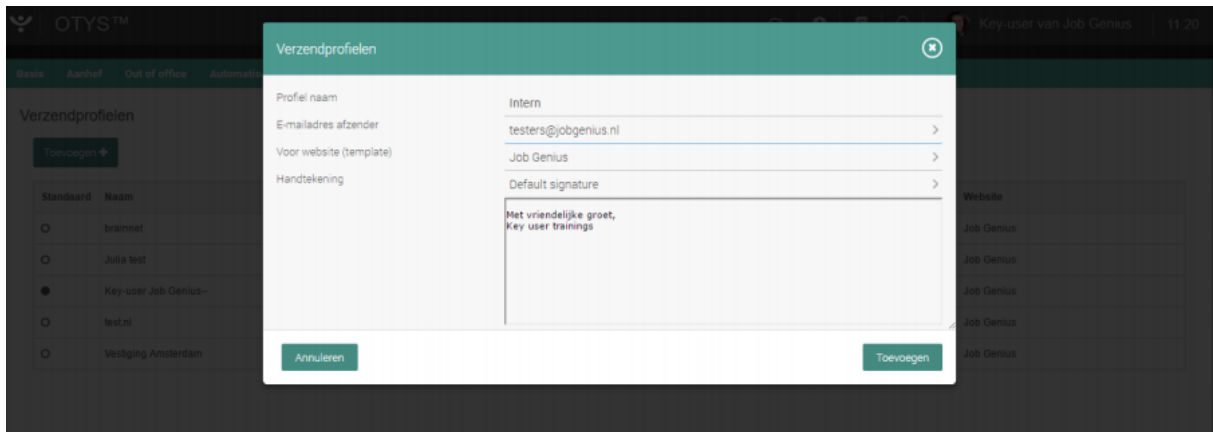 OTYS™
Key-user van Job Genius
11:20
Basis
Aanhef
Out of office
Verzendprofielen
Toevoegen +
Standaard
Naam
Website
brainnet
Job Genius
Julia test
Job Genius
Key-user Job Genius--
Job Genius
test.nl
Job Genius
Vestiging Amsterdam
Job Genius
Verzendprofielen
Profiel naam
Intern
E-mailadres afzender
testers@jobgenius.nl
Voor website (template)
Job Genius
Handtekening
Default signature
Met vriendelijke groet,
Key user trainings
Annuleren
Toevoegen